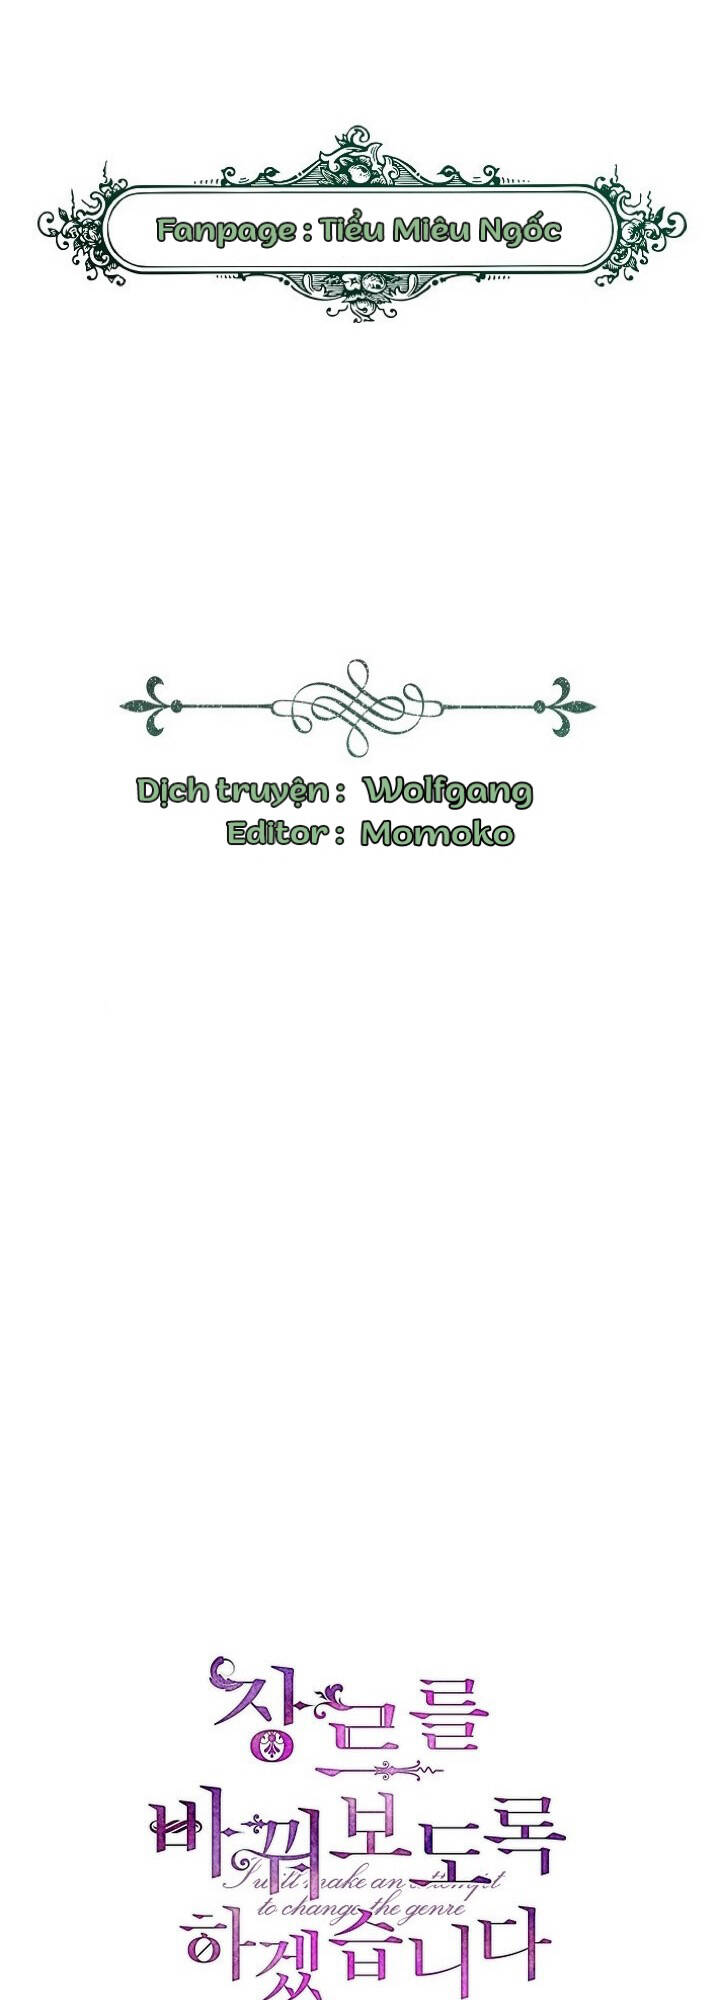 Fanpage : Tiểu Miêu Ngốc
Dịch truyện : Wolfgang
Editor : Momoko
장르를
바꿔보도록
I will make an attempt
to change the genre
하겠습니다